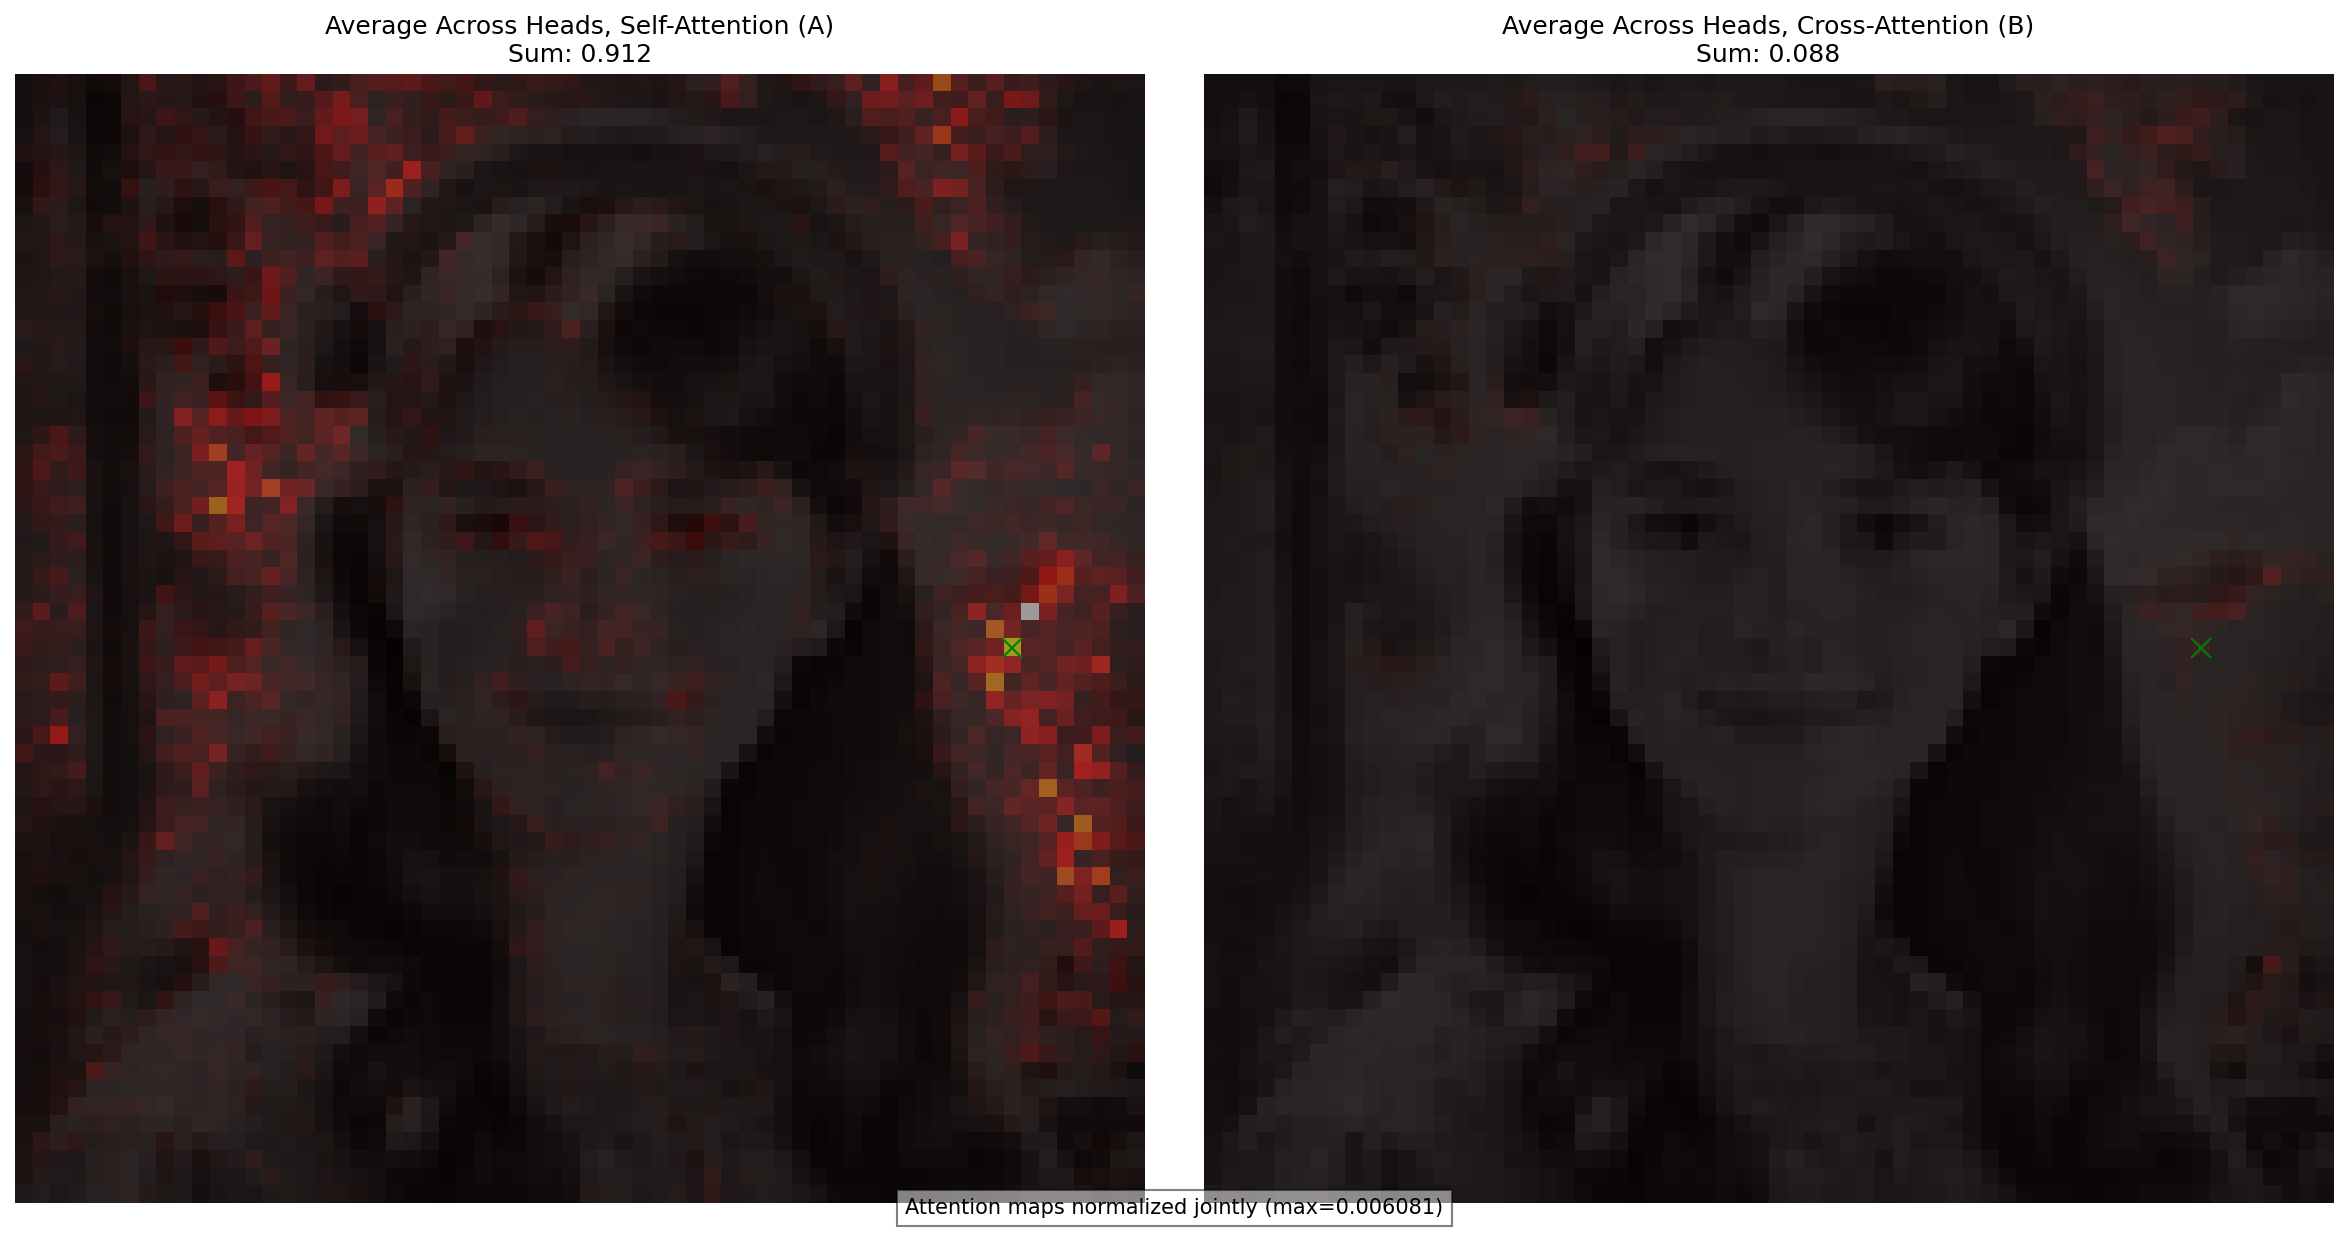 Average Across Heads, Self-Attention (A)
Sum: 0.912
Average Across Heads, Cross-Attention (B)
Sum: 0.088
Attention maps normalized jointly (max=0.006081)